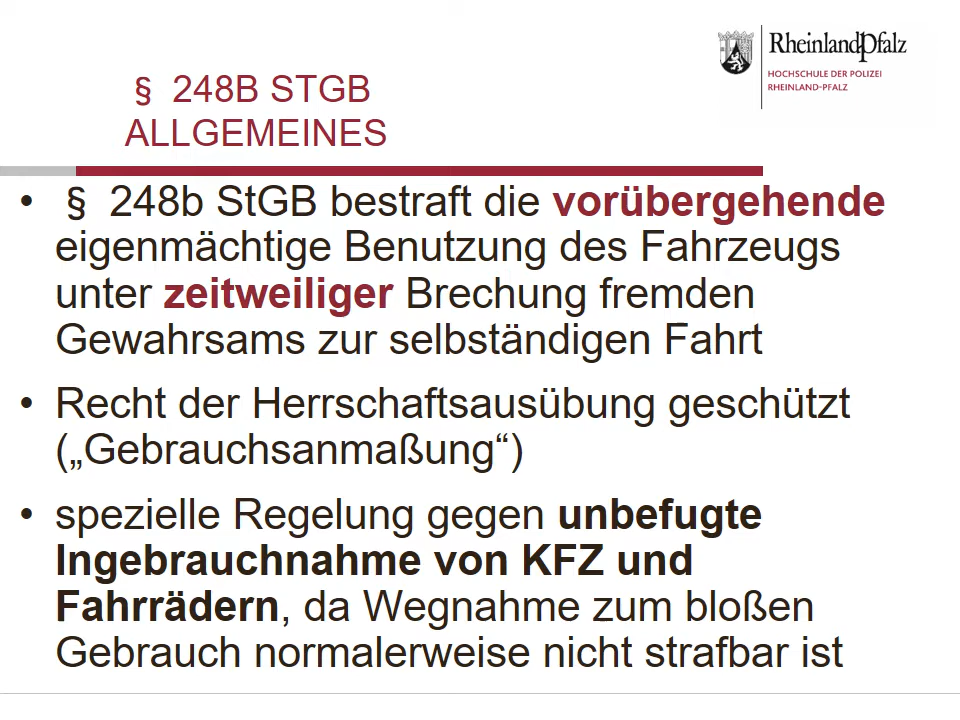 RheinlandPfalz
HOCHSCHULE DER POLIZEI
RHEINLAND-PFALZ
§ 248B STGB
ALLGEMEINES
• § 248b StGB bestraft die vorübergehende
eigenmächtige Benutzung des Fahrzeugs
unter zeitweiliger Brechung fremden
Gewahrsams zur selbständigen Fahrt
• Recht der Herrschaftsausübung geschützt
(„Gebrauchsanmaßung“)
• spezielle Regelung gegen unbefugte
Ingebrauchnahme von KFZ und
Fahrrädern, da Wegnahme zum bloßen
Gebrauch normalerweise nicht strafbar ist